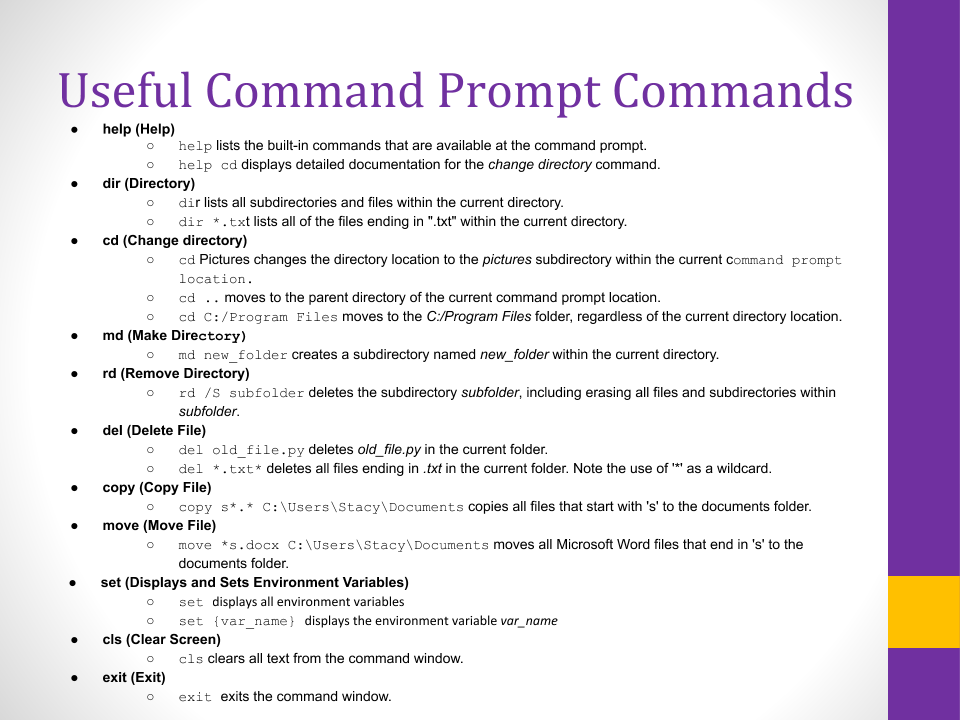 Useful Command Prompt Commands
● help (Help)
○ help lists the built-in commands that are available at the command prompt.
○ help cd displays detailed documentation for the change directory command.
● dir (Directory)
○ dir lists all subdirectories and files within the current directory.
○ dir *.txt lists all of the files ending in ".txt" within the current directory.
● cd (Change directory)
○ cd Pictures changes the directory location to the pictures subdirectory within the current command prompt
location.
○ cd .. moves to the parent directory of the current command prompt location.
○ cd C:/Program Files moves to the C:/Program Files folder, regardless of the current directory location.
● md (Make Directory)
○ md new_folder creates a subdirectory named new_folder within the current directory.
● rd (Remove Directory)
○ rd /S subfolder deletes the subdirectory subfolder, including erasing all files and subdirectories within
subfolder.
● del (Delete File)
○ del old_file.py deletes old_file.py in the current folder.
○ del *.txt* deletes all files ending in .txt in the current folder. Note the use of '*' as a wildcard.
● copy (Copy File)
○ copy s*.* C:\Users\Stacy\Documents copies all files that start with 's' to the documents folder.
● move (Move File)
○ move *s.docx C:\Users\Stacy\Documents moves all Microsoft Word files that end in 's' to the
documents folder.
● set (Displays and Sets Environment Variables)
○ set displays all environment variables
○ set {var_name} displays the environment variable var_name
● cls (Clear Screen)
○ cls clears all text from the command window.
● exit (Exit)
○ exit exits the command window.